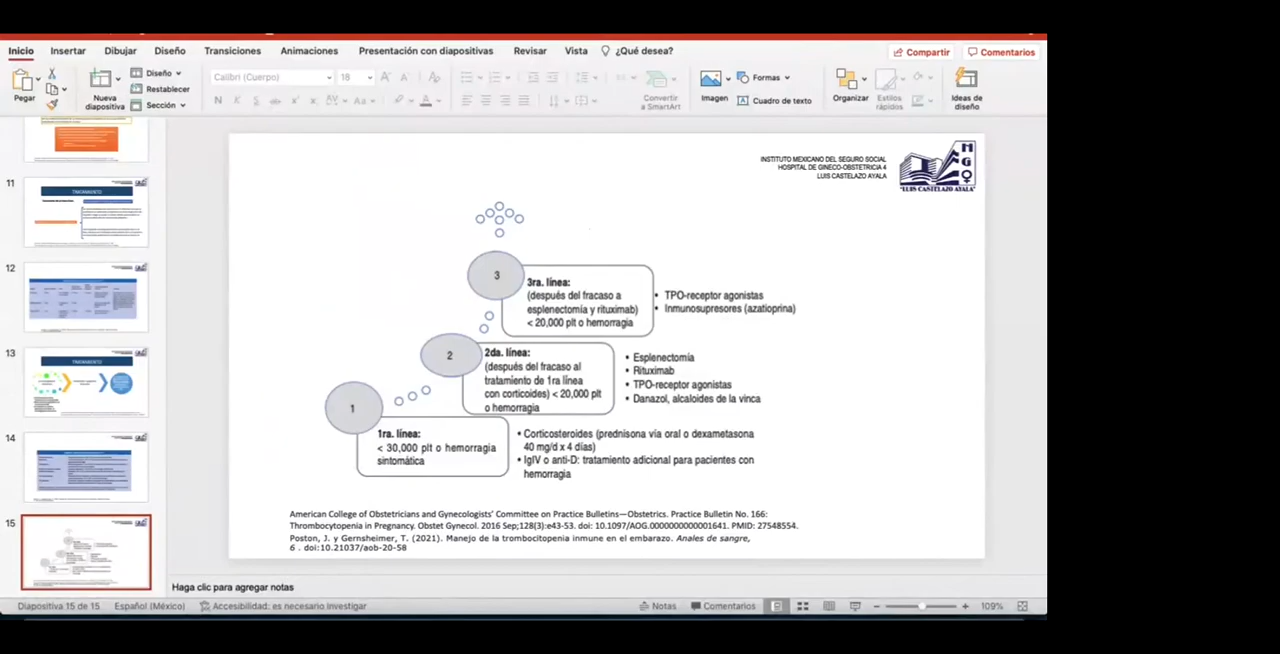 Inicio Insertar Dibujar Diseño Transiciones Animaciones Presentación con diapositivas Revisar Vista ¿Qué desea? Compartir Comentarios
Pegar
Nueva diapositiva
Diseño
Restablecer
Sección
Calibri (Cuerpo) 18
Convertir a SmartArt
Imagen
Formas
Cuadro de texto
Organizar
Estilos rápidos
Ideas de diseño
11
TRATAMIENTO
12
13
TRATAMIENTO
14
15
INSTITUTO MEXICANO DEL SEGURO SOCIAL
HOSPITAL DE GINECO-OBSTETRICIA 4
LUIS CASTELAZO AYALA
M
G
O
"LUIS CASTELAZO AYALA"
3
3ra. línea:
(después del fracaso a
esplenectomía y rituximab)
< 20,000 plt o hemorragia
• TPO-receptor agonistas
• Inmunosupresores (azatioprina)
2
2da. línea:
(después del fracaso al
tratamiento de 1ra línea
con corticoides) < 20,000 plt
o hemorragia
• Esplenectomía
• Rituximab
• TPO-receptor agonistas
• Danazol, alcaloides de la vinca
1
1ra. línea:
< 30,000 plt o hemorragia
sintomática
• Corticosteroides (prednisona vía oral o dexametasona
40 mg/d x 4 días)
• IgIV o anti-D: tratamiento adicional para pacientes con
hemorragia
American College of Obstetricians and Gynecologists' Committee on Practice Bulletins—Obstetrics. Practice Bulletin No. 166:
Thrombocytopenia in Pregnancy. Obstet Gynecol. 2016 Sep;128(3):e43-53. doi: 10.1097/AOG.0000000000001641. PMID: 27548554.
Poston, J. y Gernsheimer, T. (2021). Manejo de la trombocitopenia inmune en el embarazo. Anales de sangre,
6 . doi:10.21037/aob-20-58
Haga clic para agregar notas
Diapositiva 15 de 15 Español (México) Accesibilidad: es necesario investigar Notas Comentarios 109%